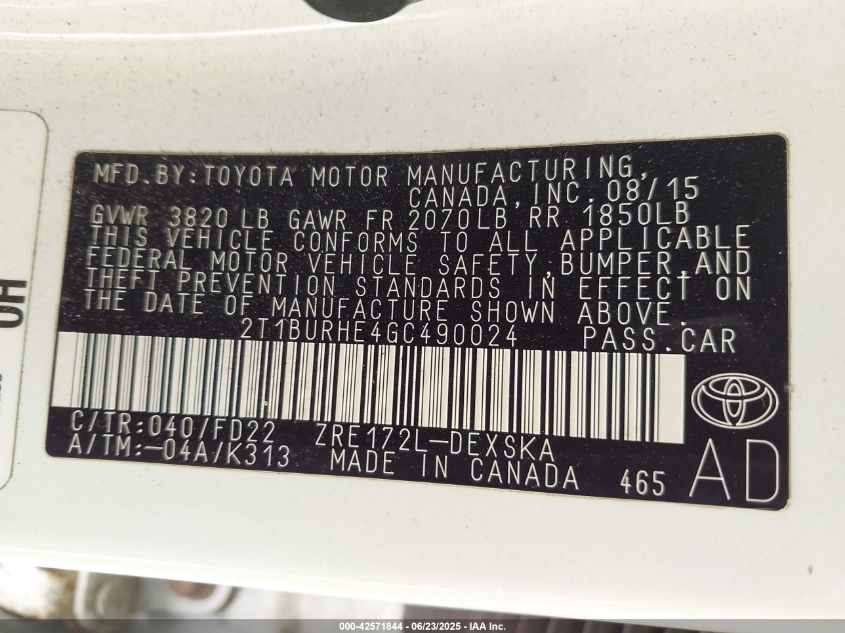 MFD.BY:TOYOTA MOTOR MANUFACTURING,
CANADA,INC. 08/15
GVWR 3820 LB GAWR FR 2070LB RR 1850LB
THIS VEHICLE CONFORMS TO ALL APPLICABLE
FEDERAL MOTOR VEHICLE SAFETY,BUMPER,AND
THEFT PREVENTION STANDARDS IN EFFECT ON
THE DATE OF MANUFACTURE SHOWN ABOVE.
2T1BURHE4GC490024 PASS.CAR
C/TR:040/FD22 ZRE172L-DEXSKA
A/TM:-04A/K313 MADE IN CANADA 465 AD
000-42571844 - 06/23/2025 - IAA Inc.